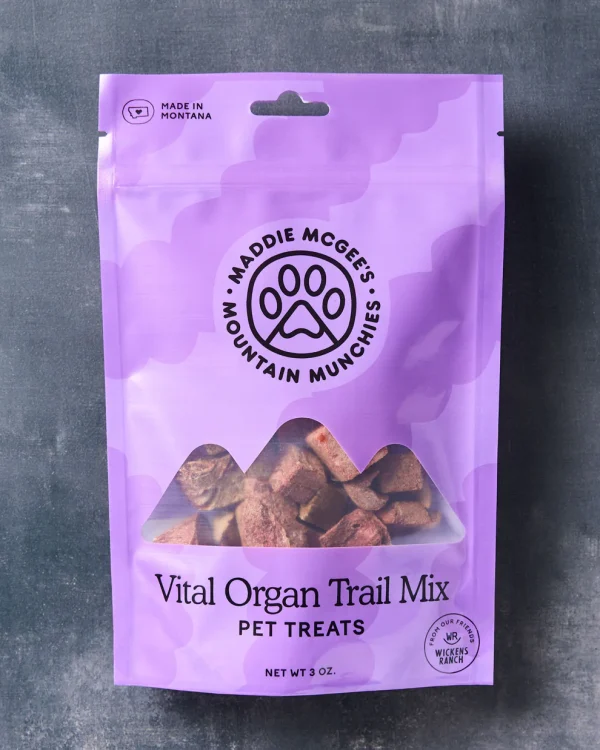 MADE IN
MONTANA
MADDIE MCGEE'S
MOUNTAIN MUNCHIES
Vital Organ Trail Mix
PET TREATS
FROM OUR FRIENDS
WR
WICKENS
RANCH
NET WT 3 OZ.